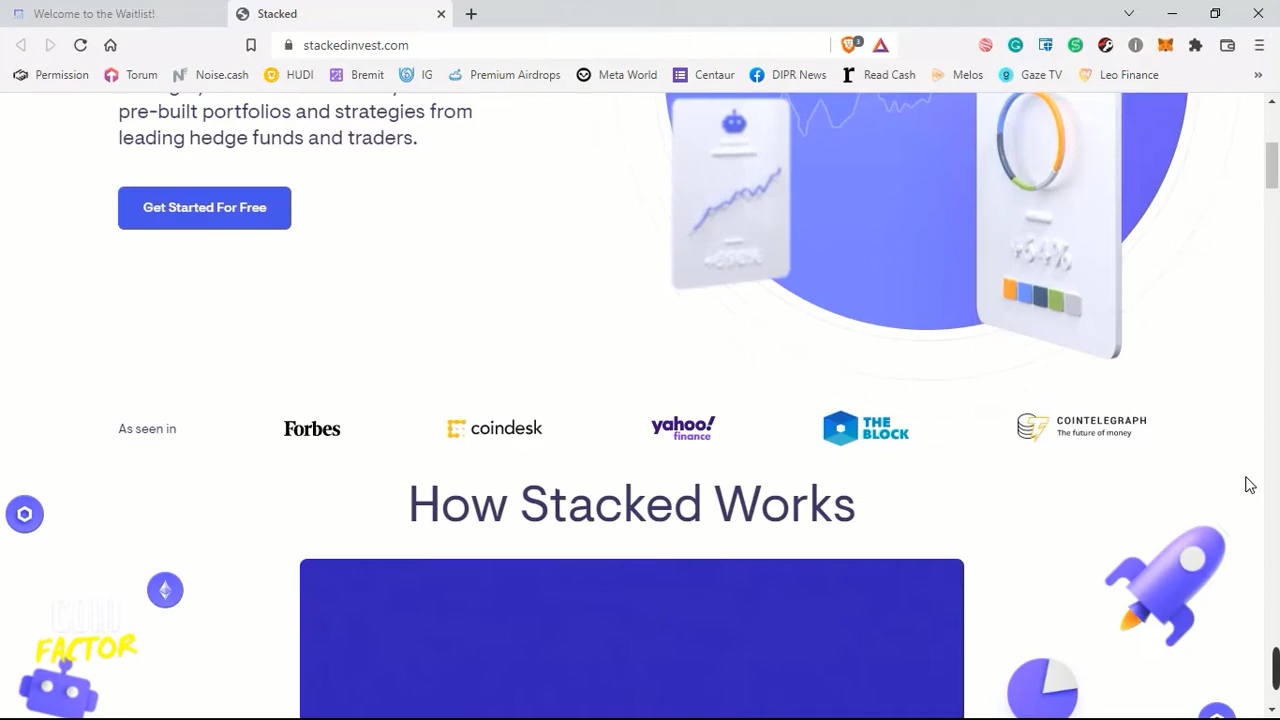 Welcome to the Waitlist!
Stacked
stackedinvest.com
3
Permission
Torum
Noise.cash
HUDI
Bremit
IG
Premium Airdrops
Meta World
Centaur
DIPR News
Read Cash
Melos
Gaze TV
Leo Finance
pre-built portfolios and strategies from
leading hedge funds and traders.
Get Started For Free
+54%
As seen in
Forbes
coindesk
yahoo!
finance
THE
BLOCK
COINTELEGRAPH
The future of money
How Stacked Works
COIN
FACTOR